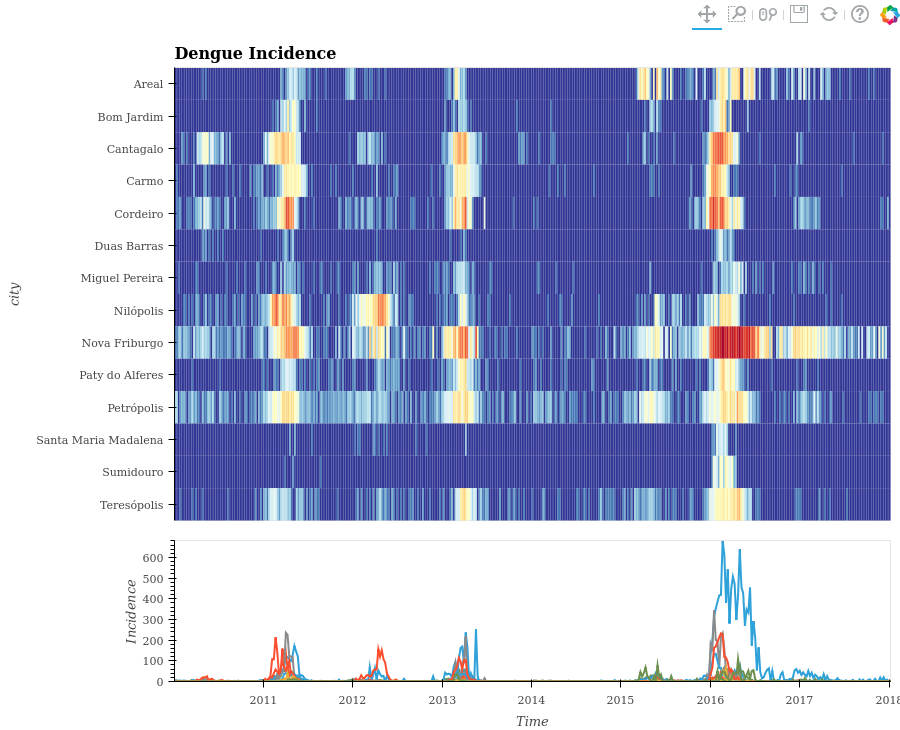 Dengue Incidence
city
Areal
Bom Jardim
Cantagalo
Carmo
Cordeiro
Duas Barras
Miguel Pereira
Nilópolis
Nova Friburgo
Paty do Alferes
Petrópolis
Santa Maria Madalena
Sumidouro
Teresópolis
Incidence
600
500
400
300
200
100
0
2011 2012 2013 2014 2015 2016 2017 2018
Time